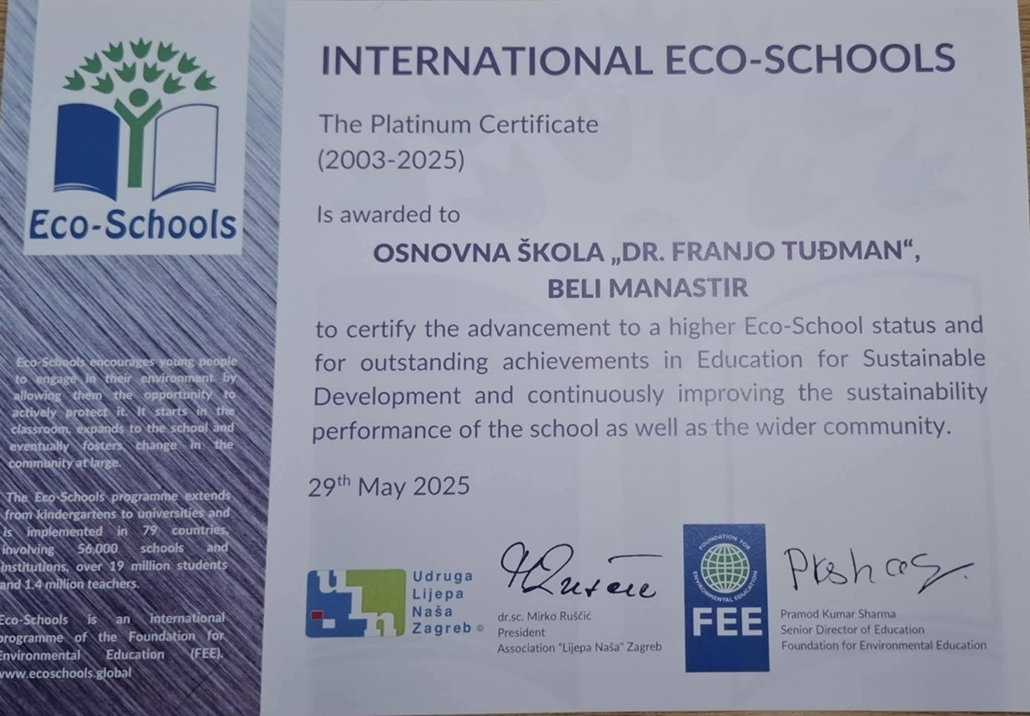 INTERNATIONAL ECO-SCHOOLS
The Platinum Certificate
(2003-2025)
Is awarded to
OSNOVNA ŠKOLA „DR. FRANJO TUĐMAN“,
BELI MANASTIR
to certify the advancement to a higher Eco-School status and
for outstanding achievements in Education for Sustainable
Development and continuously improving the sustainability
performance of the school as well as the wider community.
29th May 2025
Eco-Schools
Eco-Schools encourages young people
to engage in their environment by
allowing them the opportunity to
actively protect it. It starts in the
classroom, expands to the school and
eventually fosters change in the
community at large.
The Eco-Schools programme extends
from kindergartens to universities and
is implemented in 79 countries,
involving 56,000 schools and
institutions, over 19 million students
and 1.4 million teachers.
Eco-Schools is an international
programme of the Foundation for
Environmental Education (FEE).
www.ecoschools.global
uln
Udruga
Lijepa
Naša
Zagreb ©
dr.sc. Mirko Ruščić
President
Association "Lijepa Naša" Zagreb
FOUNDATION FOR
ENVIRONMENTAL EDUCATION
FEE
Pramod Kumar Sharma
Senior Director of Education
Foundation for Environmental Education